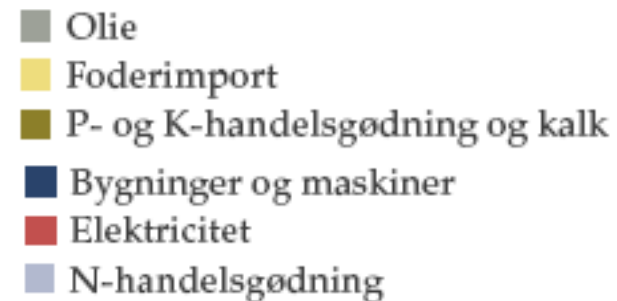 Olie
Foderimport
P- og K-handelsgødning og kalk
Bygninger og maskiner
Elektricitet
N-handelsgødning